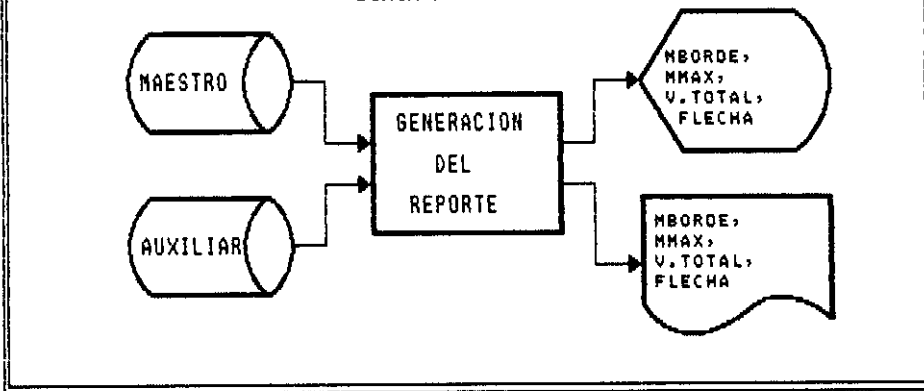 MAESTRO
AUXILIAR
GENERACION
DEL
REPORTE
MBORDE,
MMAX,
V.TOTAL,
FLECHA
MBORDE,
MMAX,
V.TOTAL,
FLECHA